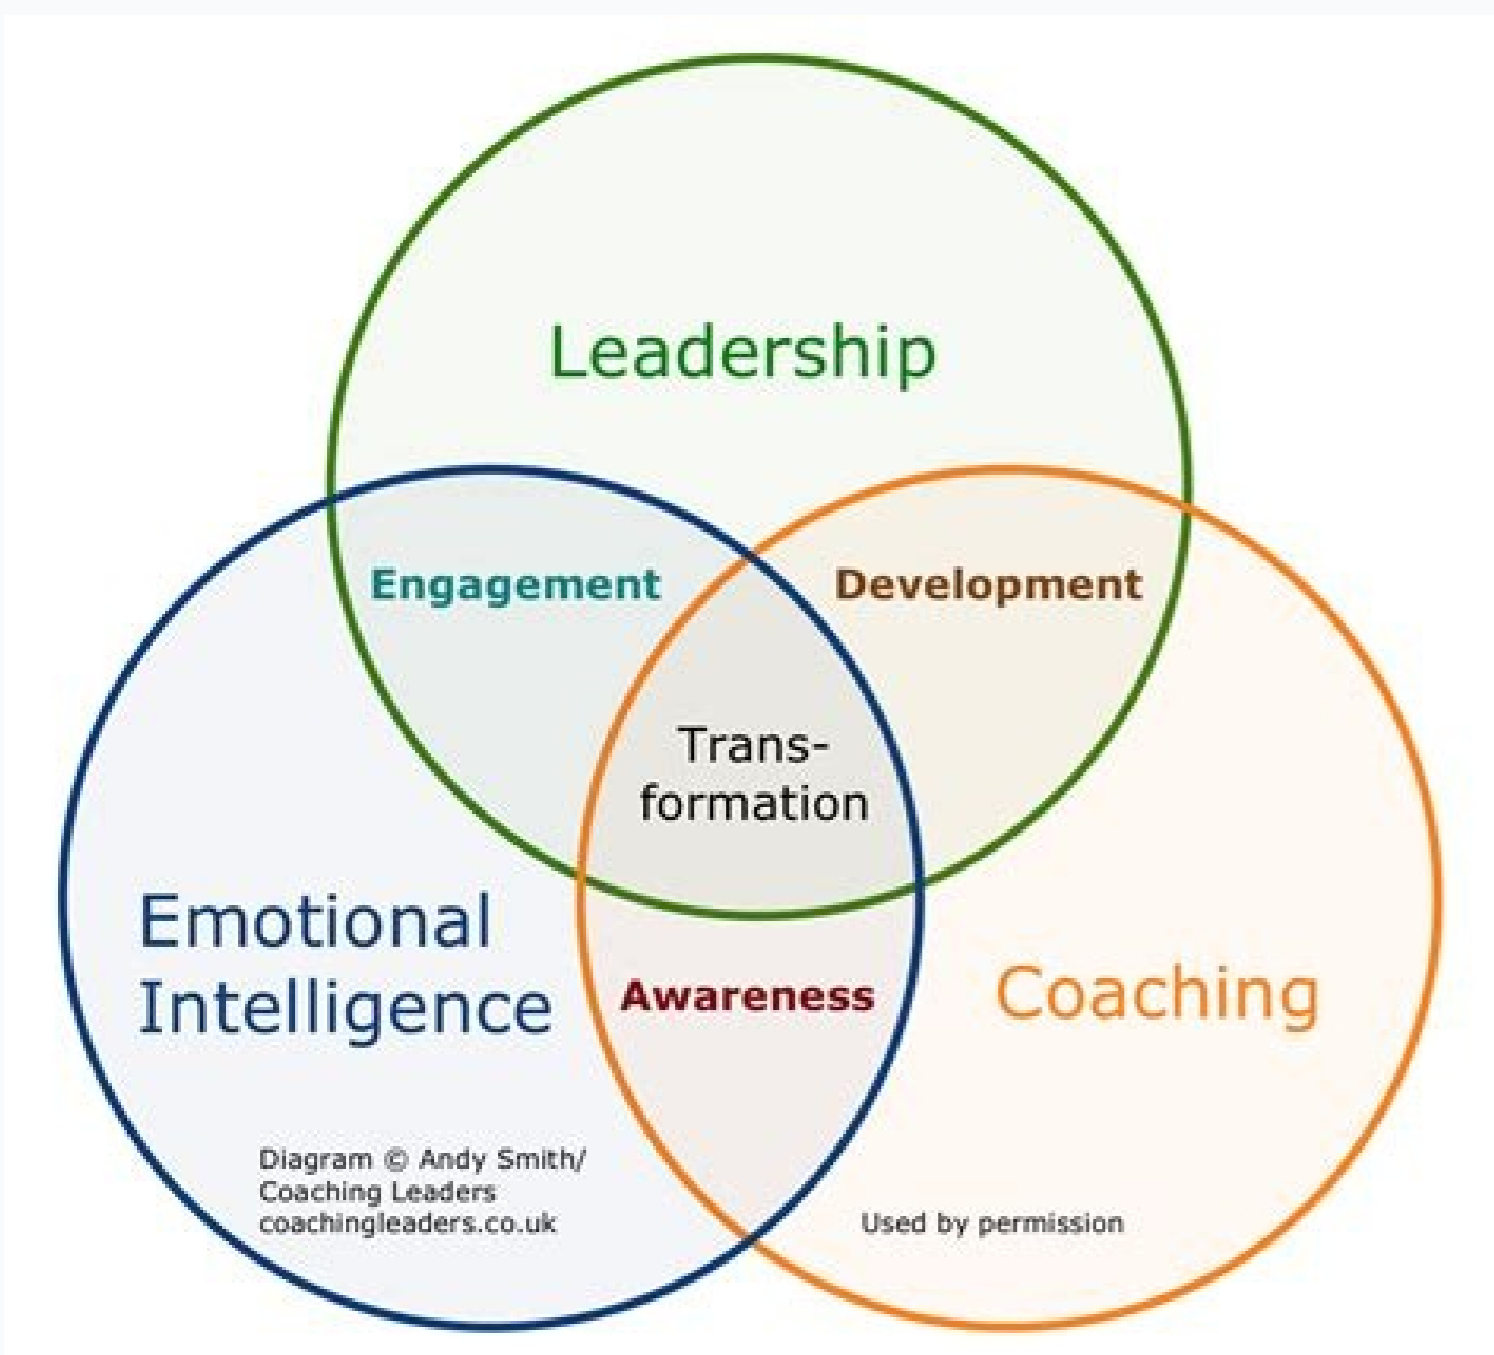 Leadership
Engagement
Development
Trans-
formation
Emotional
Intelligence
Awareness
Coaching
Diagram © Andy Smith/
Coaching Leaders
coachingleaders.co.uk
Used by permission